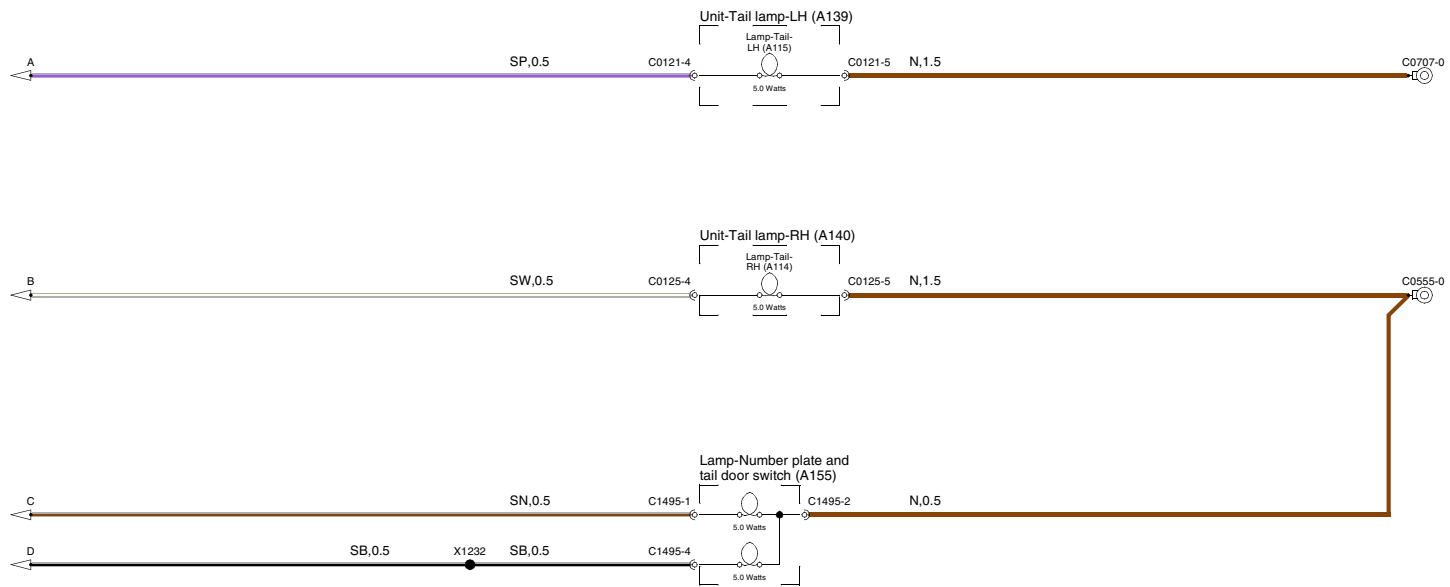 Unit-Tail lamp-LH (A139)
Lamp-Tail-
LH (A115)
A
SP,0.5
C0121-4
C0121-5
N,1.5
C0707-0
5.0 Watts
Unit-Tail lamp-RH (A140)
Lamp-Tail-
RH (A114)
B
SW,0.5
C0125-4
C0125-5
N,1.5
C0555-0
5.0 Watts
Lamp-Number plate and
tail door switch (A155)
C
SN,0.5
C1495-1
C1495-2
N,0.5
5.0 Watts
D
SB,0.5
X1232
SB,0.5
C1495-4
5.0 Watts